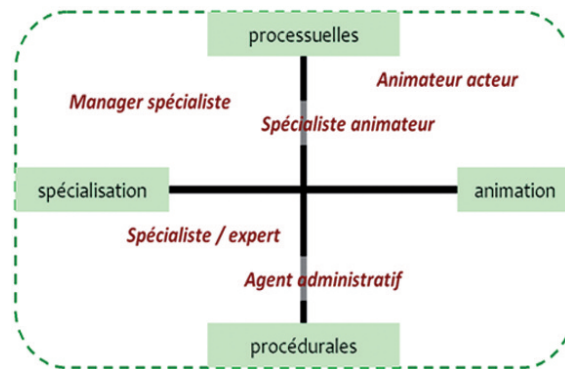 processuelles
Animateur acteur
Manager spécialiste
Spécialiste animateur
spécialisation
animation
Spécialiste / expert
Agent administratif
procédurales